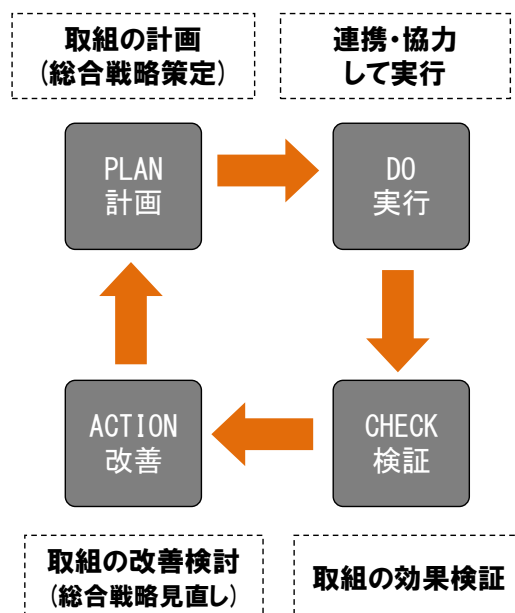 取組の計画
(総合戦略策定)
連携・協力
して実行
PLAN
計画
DO
実行
ACTION
改善
CHECK
検証
取組の改善検討
(総合戦略見直し)
取組の効果検証